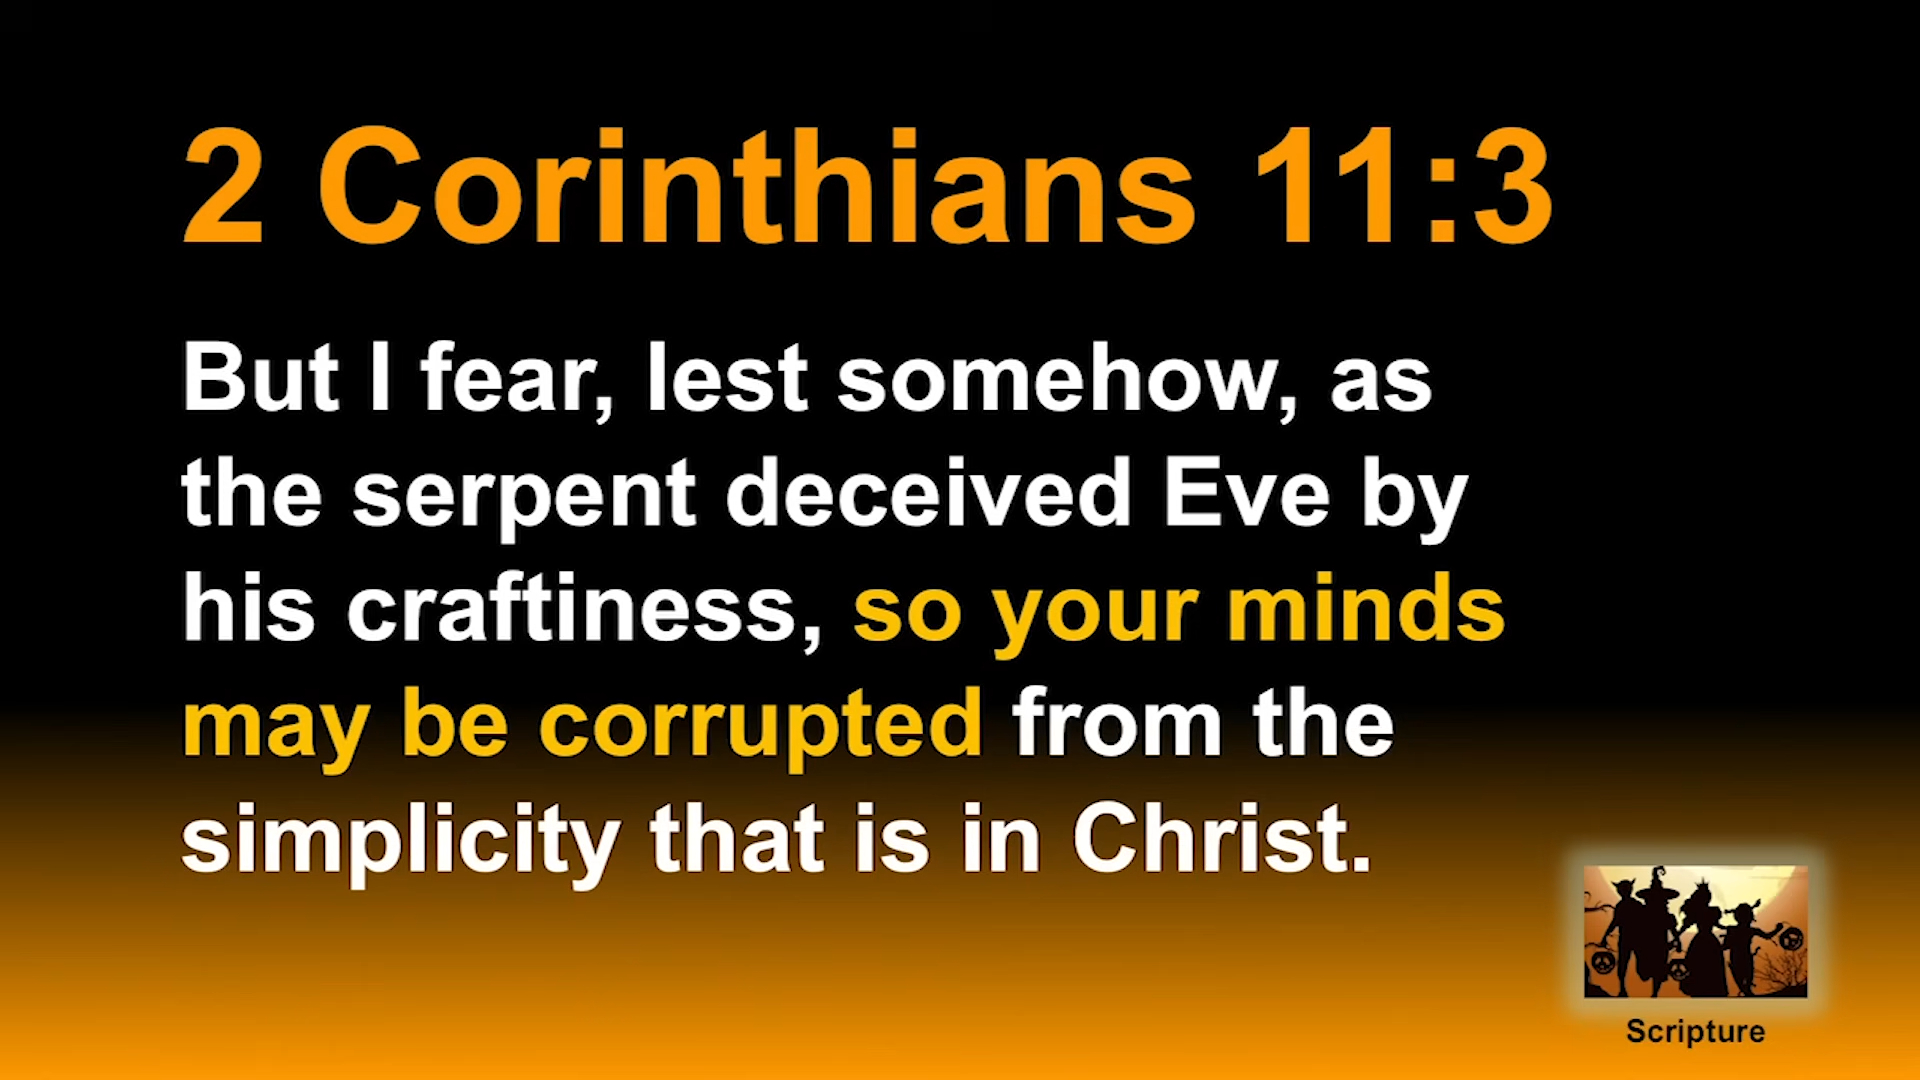 2 Corinthians 11:3
But I fear, lest somehow, as
the serpent deceived Eve by
his craftiness, so your minds
may be corrupted from the
simplicity that is in Christ.
Scripture